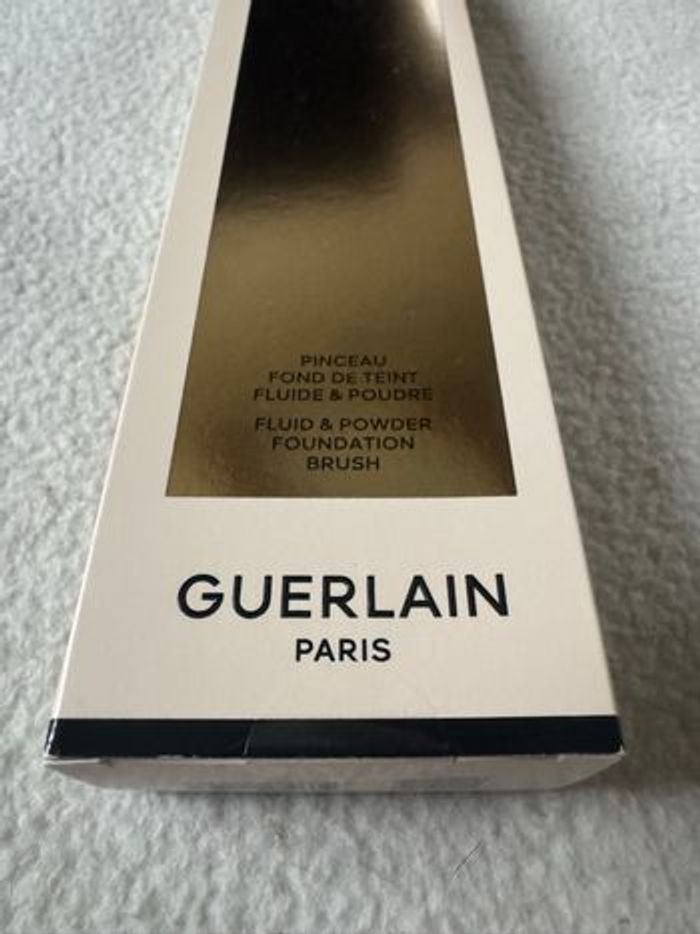 PINCEAU
FOND DE TEINT
FLUIDE & POUDRE
FLUID & POWDER
FOUNDATION
BRUSH
GUERLAIN
PARIS